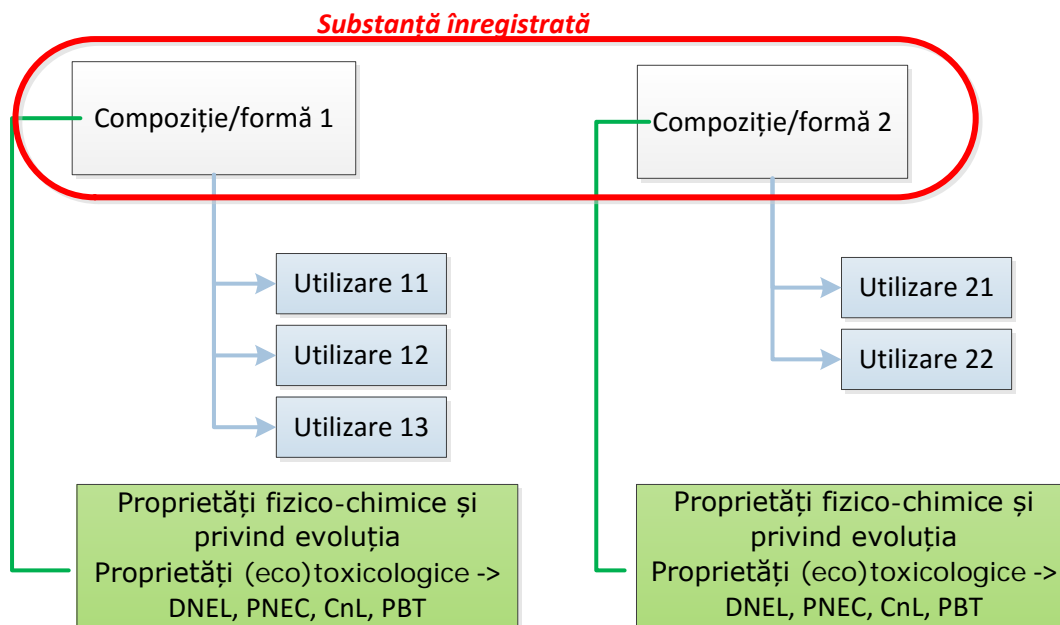 Substanță înregistrată
Compoziție/formă 1
Compoziție/formă 2
Utilizare 11
Utilizare 12
Utilizare 13
Utilizare 21
Utilizare 22
Proprietăți fizico-chimice și
privind evoluția
Proprietăți (eco)toxicologice ->
DNEL, PNEC, CnL, PBT
Proprietăți fizico-chimice și
privind evoluția
Proprietăți (eco)toxicologice ->
DNEL, PNEC, CnL, PBT